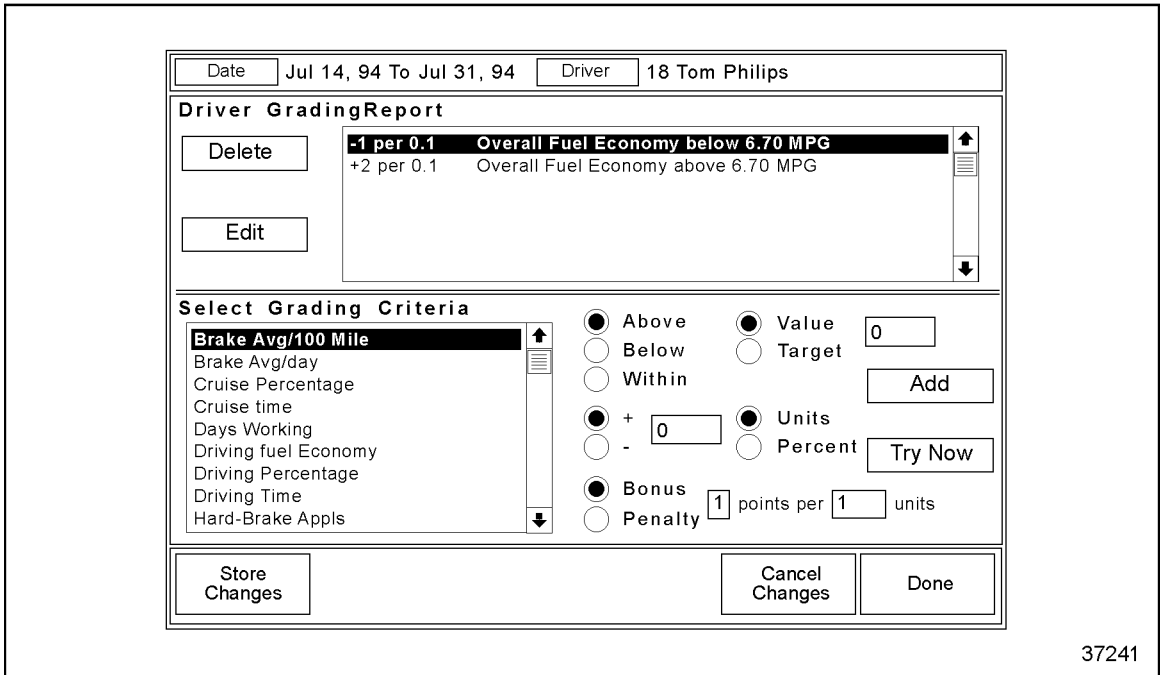 Date Jul 14, 94 To Jul 31, 94 Driver 18 Tom Philips
Driver GradingReport
Delete
-1 per 0.1 Overall Fuel Economy below 6.70 MPG
+2 per 0.1 Overall Fuel Economy above 6.70 MPG
Edit
Select Grading Criteria
Brake Avg/100 Mile
Brake Avg/day
Cruise Percentage
Cruise time
Days Working
Driving fuel Economy
Driving Percentage
Driving Time
Hard-Brake Appls
Above
Below
Within
Value
Target
0
Add
+
-
0
Units
Percent
Try Now
Bonus
Penalty
1 points per 1 units
Store
Changes
Cancel
Changes
Done
37241